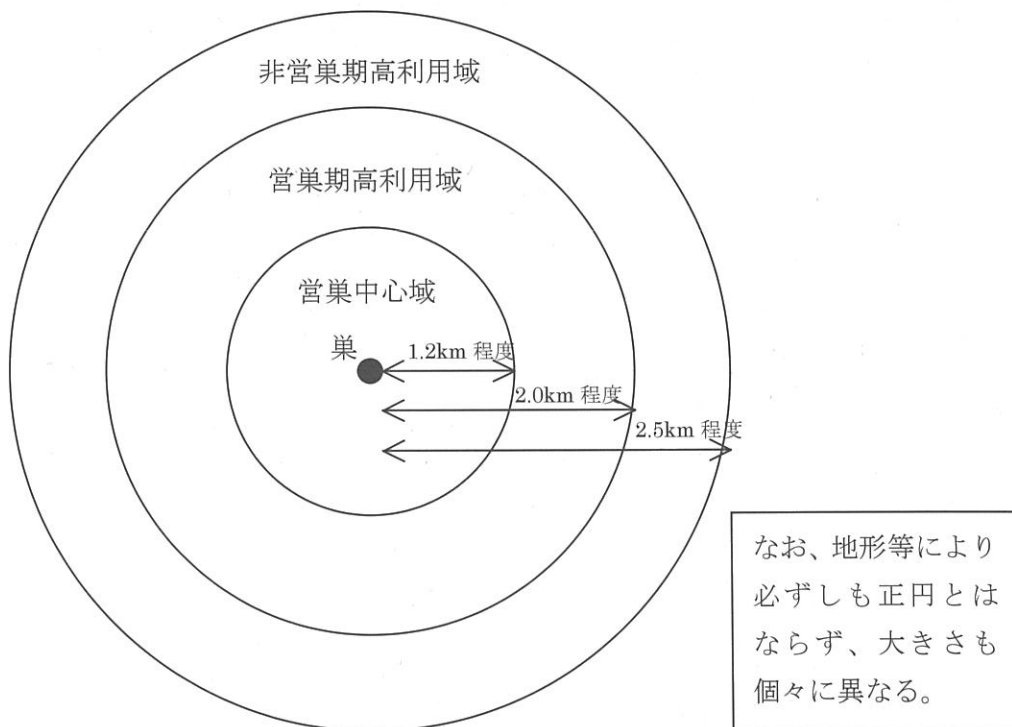 非営巣期高利用域
営巣期高利用域
営巣中心域
巣
1.2km 程度
2.0km 程度
2.5km 程度
なお、地形等により
必ずしも正円とは
ならず、大きさも
個々に異なる。